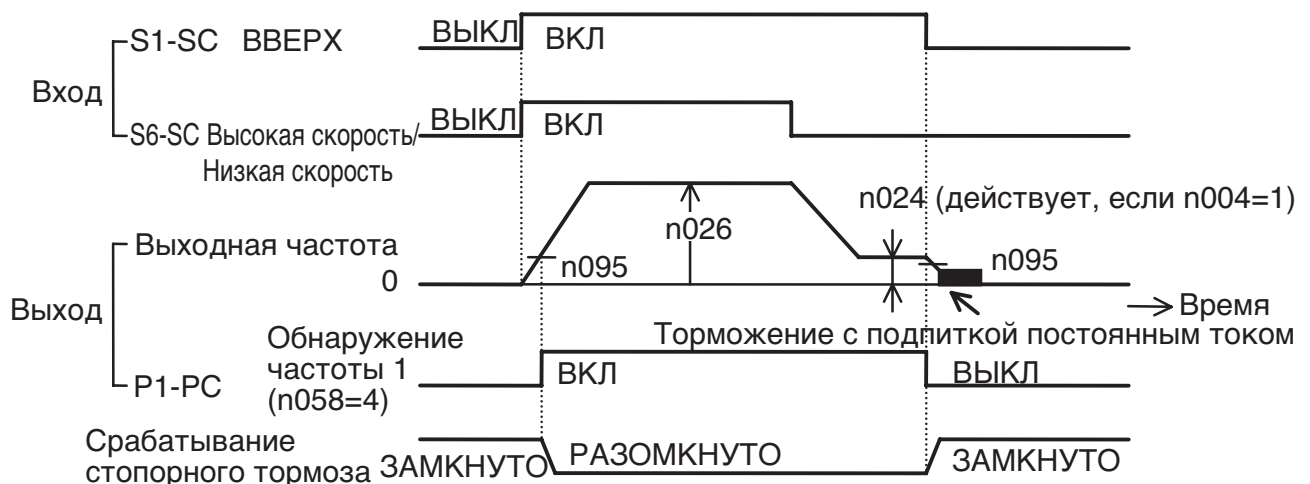 S1-SC ВВЕРХ
ВЫКЛ
ВКЛ
Вход
S6-SC Высокая скорость/
Низкая скорость
ВЫКЛ
ВКЛ
n024 (действует, если n004=1)
n026
Выходная частота
0
n095
n095
Время
Выход
Торможение с подпиткой постоянным током
Обнаружение
частоты 1
(n058=4)
P1-PC
ВКЛ
ВЫКЛ
Срабатывание
стопорного тормоза
ЗАМКНУТО
РАЗОМКНУТО
ЗАМКНУТО